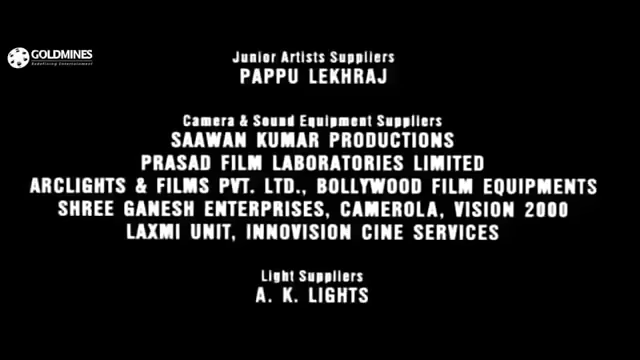 GOLDMINES
Redefining Entertainment
Junior Artists Suppliers
PAPPU LEKHRAJ
Camera & Sound Equipment Suppliers
SAAWAN KUMAR PRODUCTIONS
PRASAD FILM LABORATORIES LIMITED
ARCLIGHTS & FILMS PVT. LTD., BOLLYWOOD FILM EQUIPMENTS
SHREE GANESH ENTERPRISES, CAMEROLA, VISION 2000
LAXMI UNIT, INNOVISION CINE SERVICES
Light Suppliers
A. K. LIGHTS